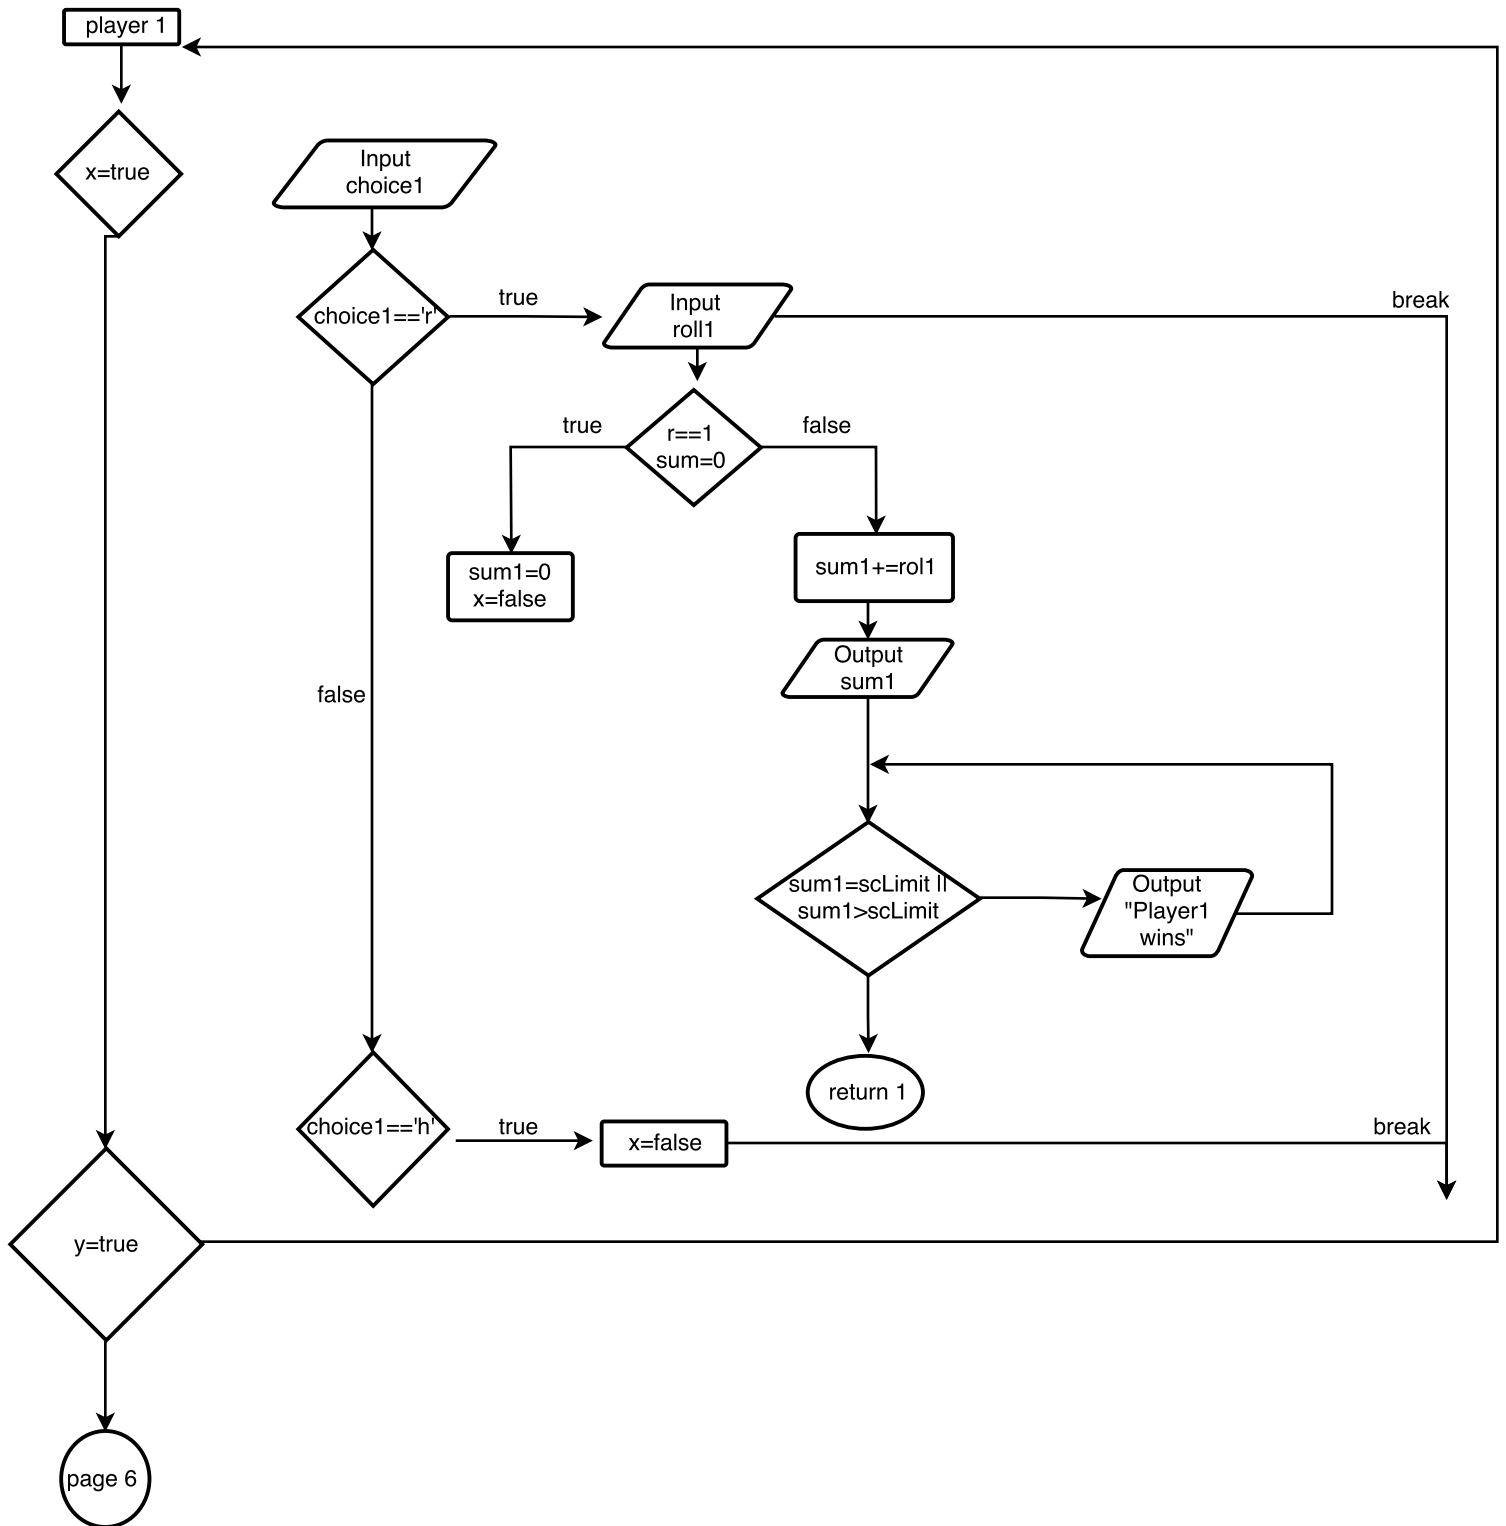 player 1
x=true
Input
choice1
choice1=='r'
true
Input
roll1
break
true
r==1
sum=0
false
sum1=0
x=false
sum1+=rol1
Output
sum1
false
sum1=scLimit ||
sum1>scLimit
Output
"Player1
wins"
return 1
choice1=='h'
true
x=false
break
y=true
page 6